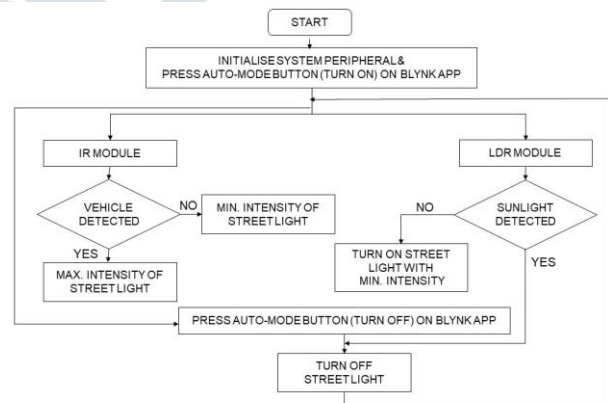 START
INITIALISE SYSTEM PERIPHERAL &
PRESS AUTO-MODE BUTTON (TURN ON) ON BLYNK APP
IR MODULE
LDR MODULE
VEHICLE
DETECTED
NO
MIN. INTENSITY OF
STREET LIGHT
NO
SUNLIGHT
DETECTED
YES
MAX. INTENSITY OF
STREET LIGHT
TURN ON STREET
LIGHT WITH
MIN. INTENSITY
YES
PRESS AUTO-MODE BUTTON (TURN OFF) ON BLYNK APP
TURN OFF
STREET LIGHT